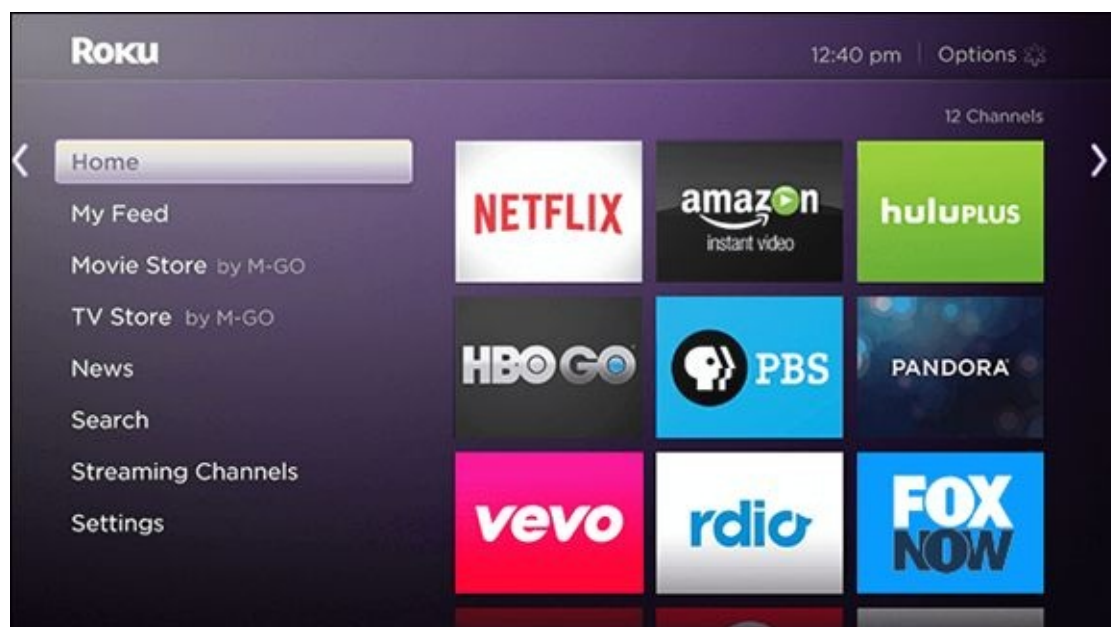 Roku
12:40 pm | Options
12 Channels
Home
My Feed
Movie Store by M-GO
TV Store by M-GO
News
Search
Streaming Channels
Settings
NETFLIX
amazon
instant video
huluPLUS
HBO GO
PBS
PANDORA
vevo
rdio
FOX
NOW